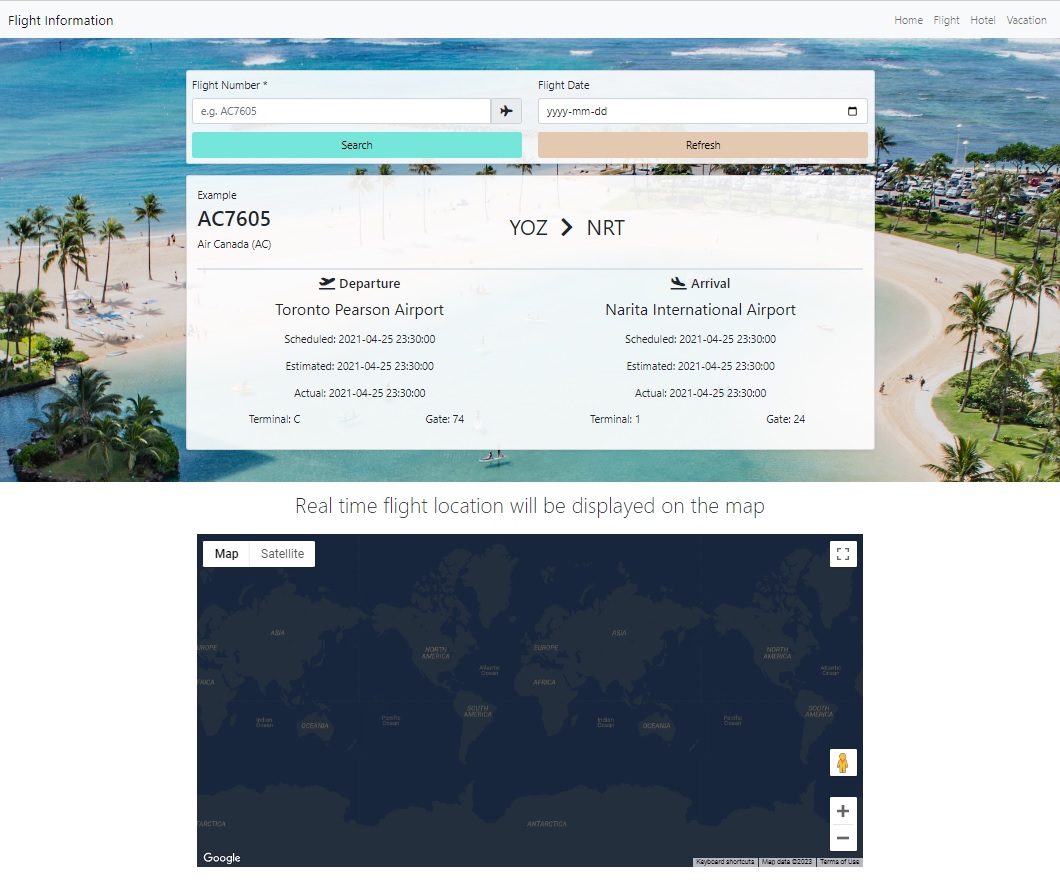 Flight Information
Home Flight Hotel Vacation
Flight Number * Flight Date
e.g. AC7605 yyyy-mm-dd
Search Refresh
Example
AC7605
YOZ NRT
Air Canada (AC)
Departure Arrival
Toronto Pearson Airport Narita International Airport
Scheduled: 2021-04-25 23:30:00 Scheduled: 2021-04-25 23:30:00
Estimated: 2021-04-25 23:30:00 Estimated: 2021-04-25 23:30:00
Actual: 2021-04-25 23:30:00 Actual: 2021-04-25 23:30:00
Terminal: C Gate: 74 Terminal: 1 Gate: 24
Real time flight location will be displayed on the map
Map Satellite
ASIA ASIA
UROPE NORTH AMERICA EUROPE NORTH AMERICA
Atlantic Ocean Atlantic Ocean
FRICA AFRICA
SOUTH AMERICA SOUTH AMERICA
Indian Ocean OCEANIA Pacific Ocean Indian Ocean OCEANIA Pacific Ocean
TARCTICA ANTARCTICA
Google
Keyboard shortcuts Map data ©2023 Terms of Use